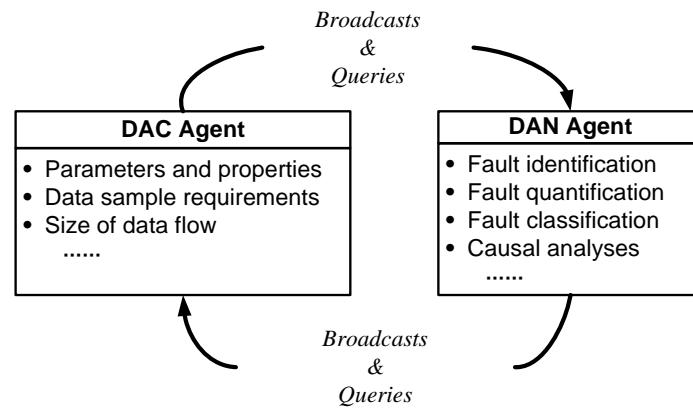 Broadcasts
&
Queries
DAC Agent
• Parameters and properties
• Data sample requirements
• Size of data flow
......
DAN Agent
• Fault identification
• Fault quantification
• Fault classification
• Causal analyses
......
Broadcasts
&
Queries